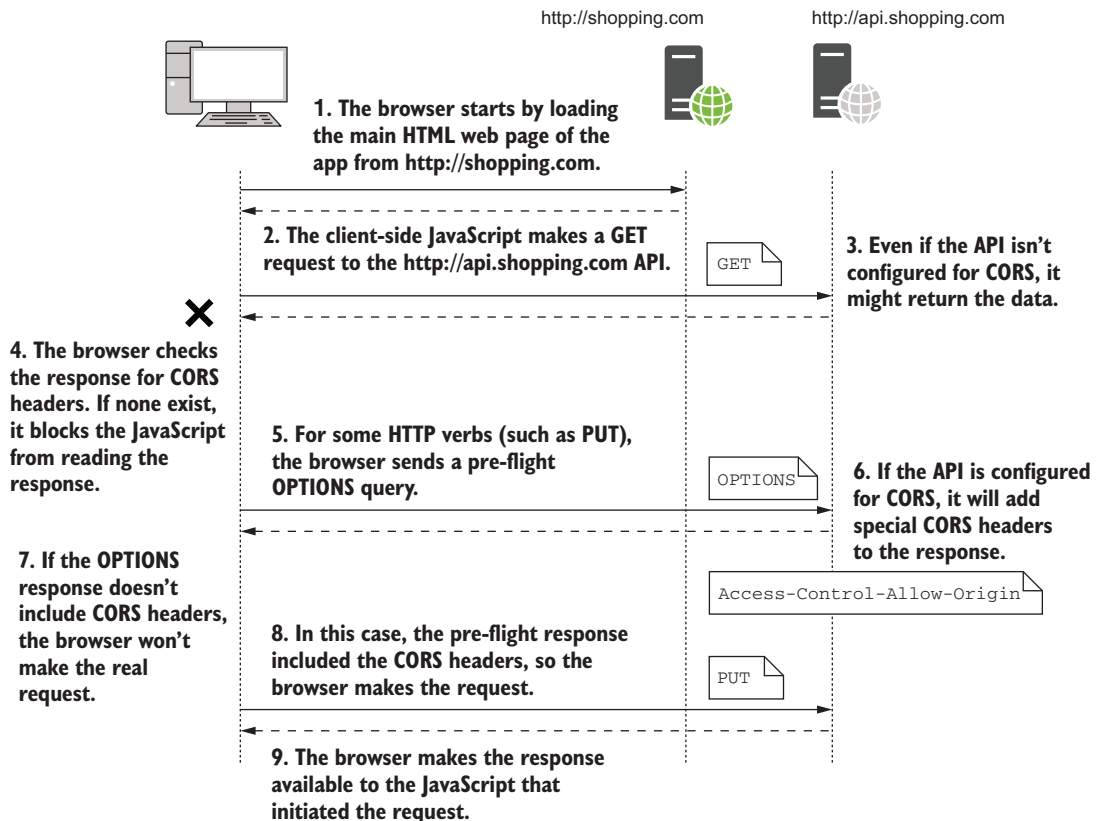 http://shopping.com
http://api.shopping.com
1. The browser starts by loading
the main HTML web page of the
app from http://shopping.com.
2. The client-side JavaScript makes a GET
request to the http://api.shopping.com API.
GET
3. Even if the API isn’t
configured for CORS, it
might return the data.
4. The browser checks
the response for CORS
headers. If none exist,
it blocks the JavaScript
from reading the
response.
5. For some HTTP verbs (such as PUT),
the browser sends a pre-flight
OPTIONS query.
OPTIONS
6. If the API is configured
for CORS, it will add
special CORS headers
to the response.
Access-Control-Allow-Origin
7. If the OPTIONS
response doesn’t
include CORS headers,
the browser won’t
make the real
request.
8. In this case, the pre-flight response
included the CORS headers, so the
browser makes the request.
PUT
9. The browser makes the response
available to the JavaScript that
initiated the request.